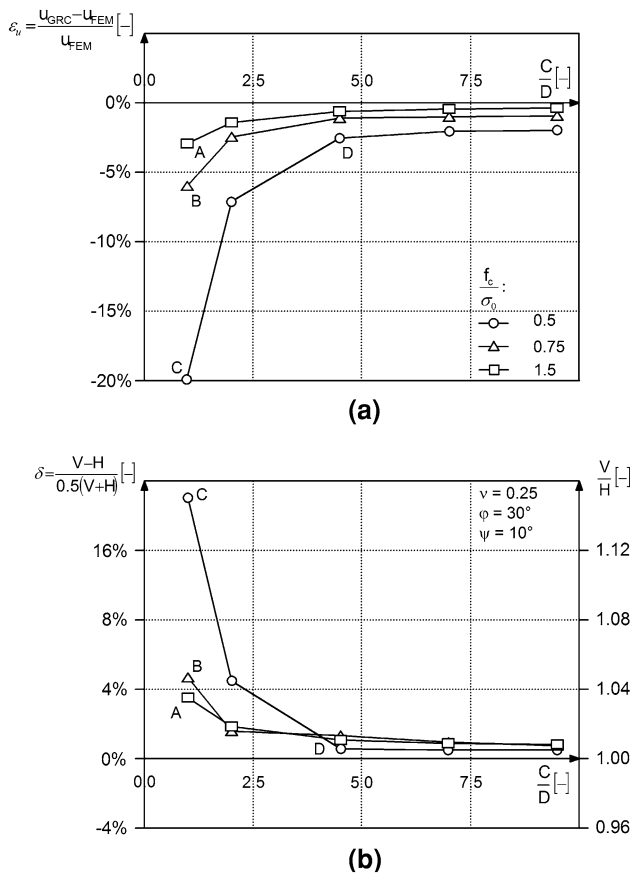 ε_u = (u_GRC − u_FEM) / u_FEM [−]
0.0 2.5 5.0 7.5 C/D [−]
0%
-5%
-10%
-15%
-20%
A
B
C
D
f_c/σ_0 :
0.5
0.75
1.5
(a)
δ = (V−H) / 0.5(V+H) [−]
V/H [−]
C
ν = 0.25
φ = 30°
ψ = 10°
16% 1.12
8% 1.08
B
4% 1.04
A
D
0% 1.00
0.0 2.5 5.0 7.5 C/D [−]
-4% 0.96
(b)